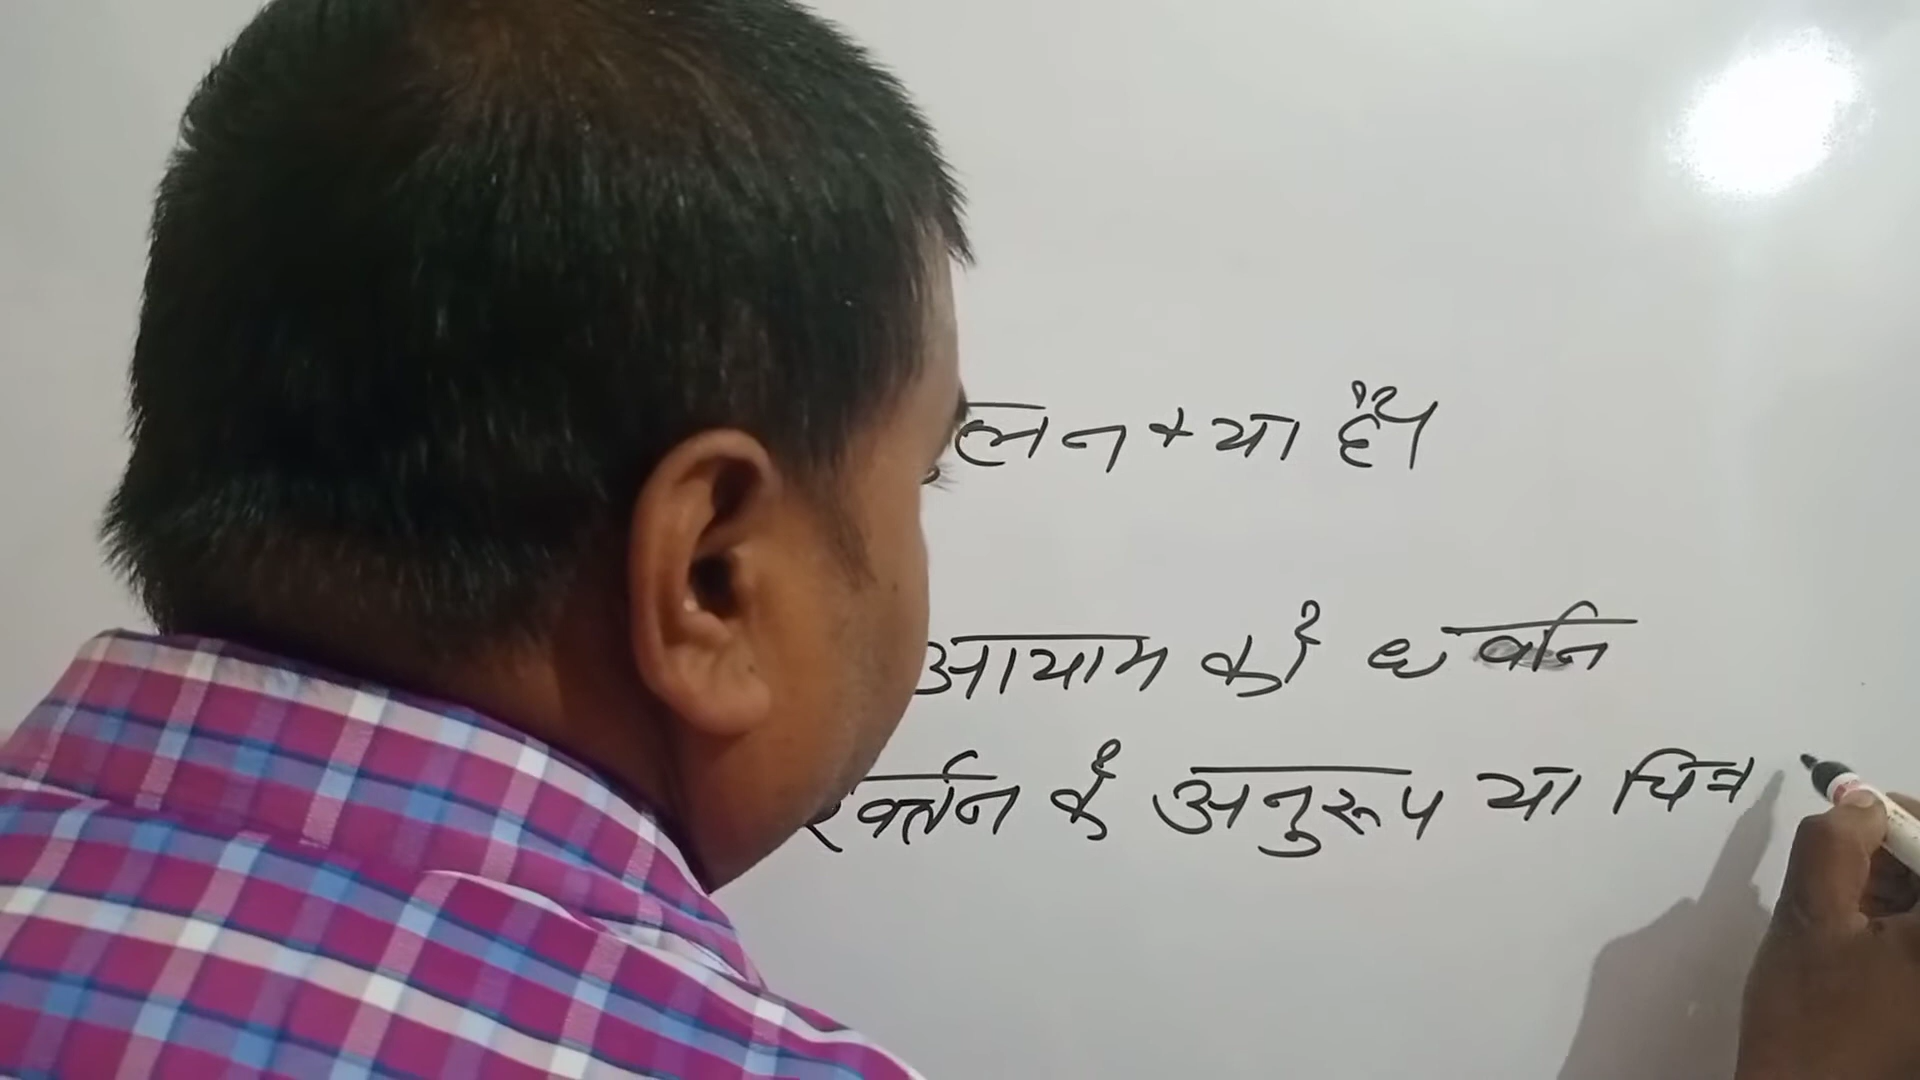 लन क्या है।
आयाम को ध्वनि
रिवर्तन के अनुरूप या चित्र